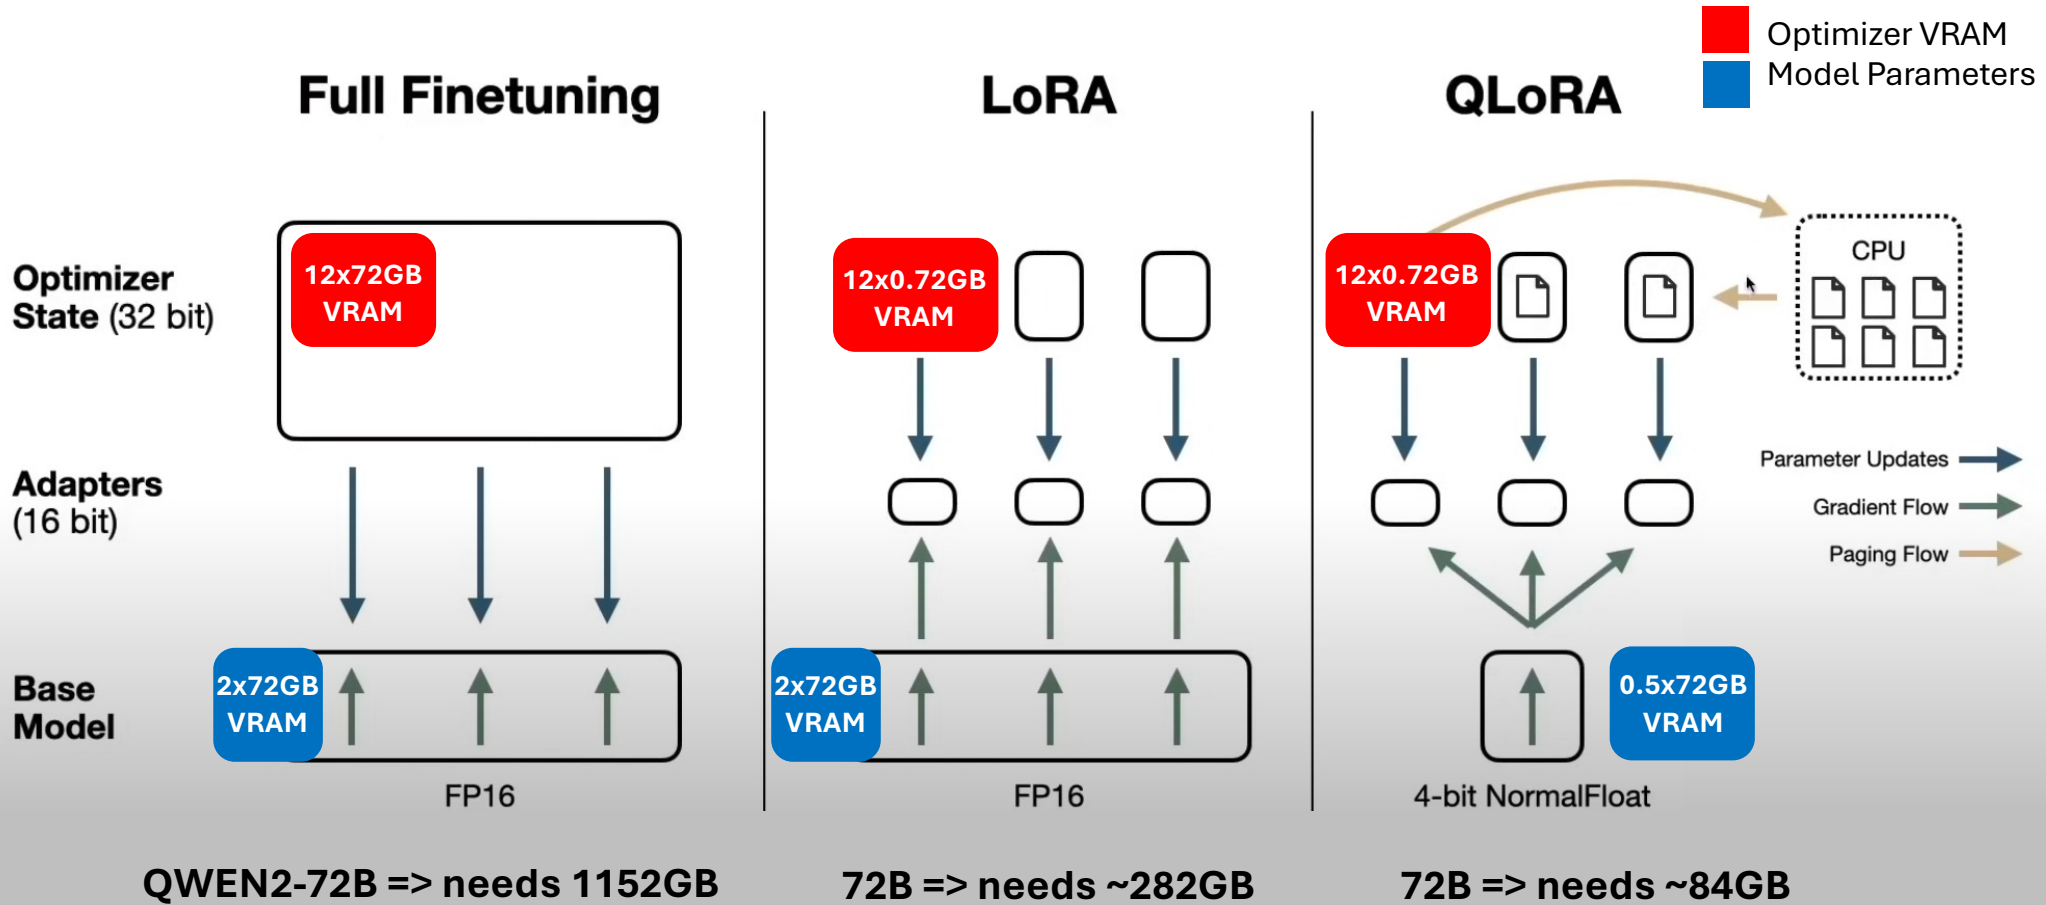 Optimizer VRAM
Model Parameters
Full Finetuning
LoRA
QLoRA
Optimizer
State (32 bit)
12x72GB
VRAM
12x0.72GB
VRAM
12x0.72GB
VRAM
CPU
Adapters
(16 bit)
Parameter Updates
Gradient Flow
Paging Flow
Base
Model
2x72GB
VRAM
2x72GB
VRAM
0.5x72GB
VRAM
FP16
FP16
4-bit NormalFloat
QWEN2-72B => needs 1152GB
72B => needs ~282GB
72B => needs ~84GB